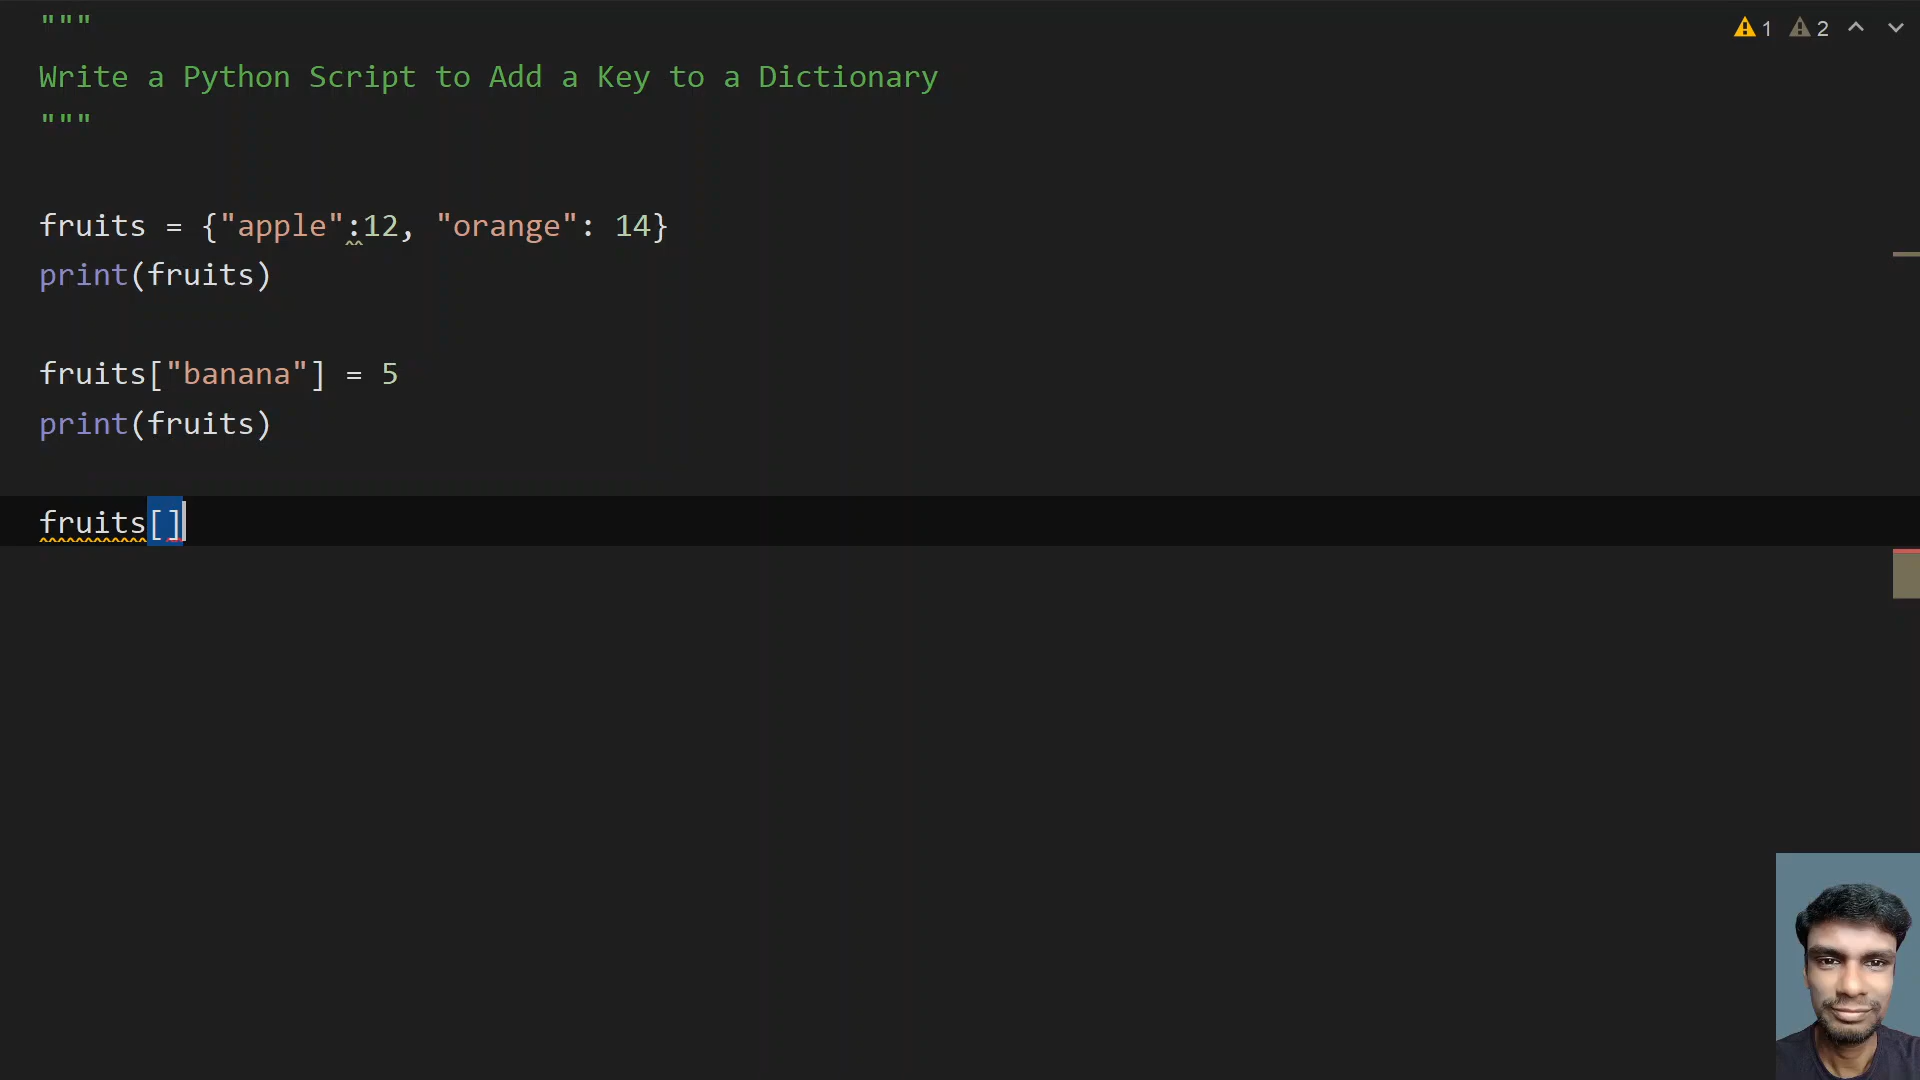 """
1 2
Write a Python Script to Add a Key to a Dictionary
"""
fruits = {"apple":12, "orange": 14}
print(fruits)
fruits["banana"] = 5
print(fruits)
fruits[]